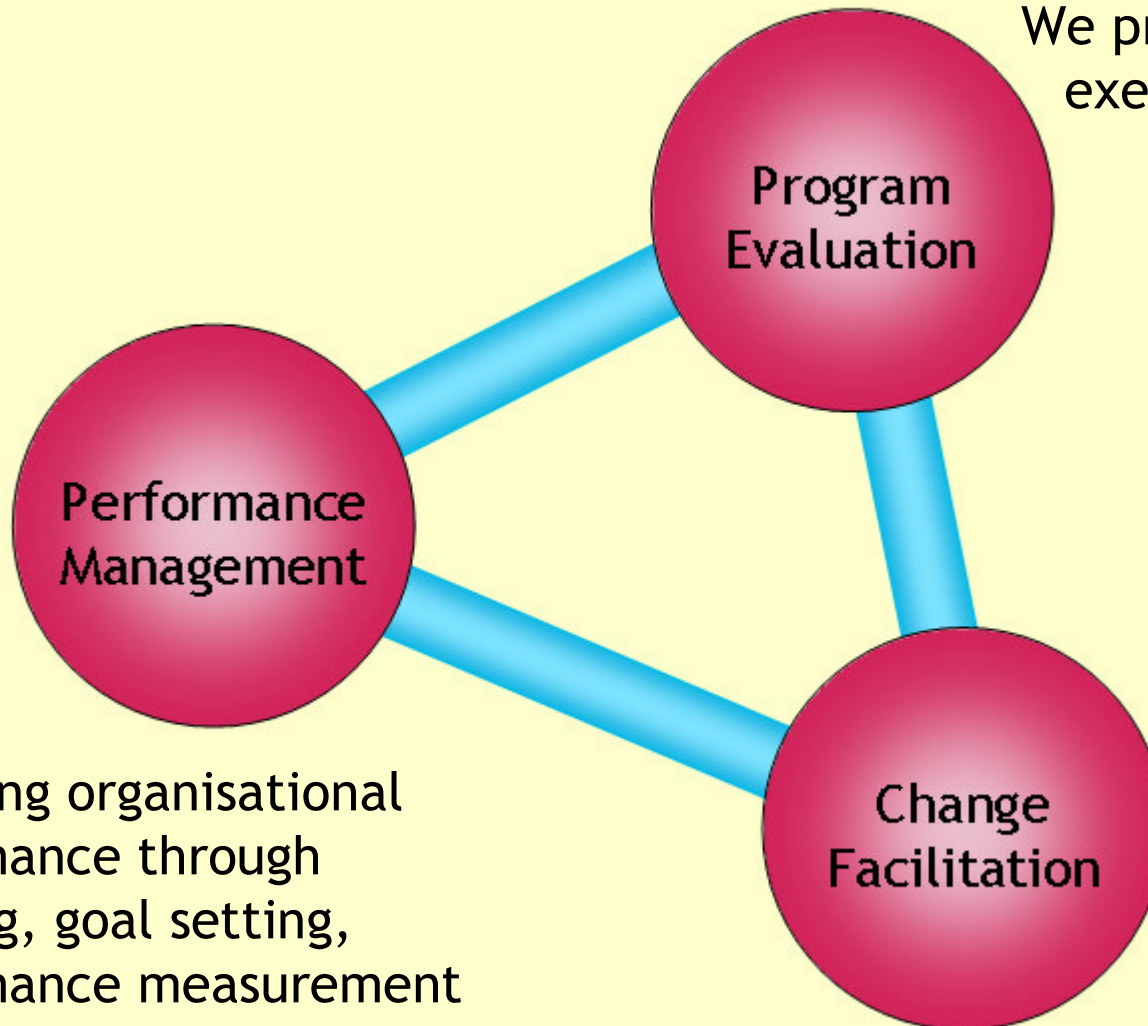 We
Program
Evaluation
Performance
Management
organisational
through
goal setting,
measurement
Change
Facilitation